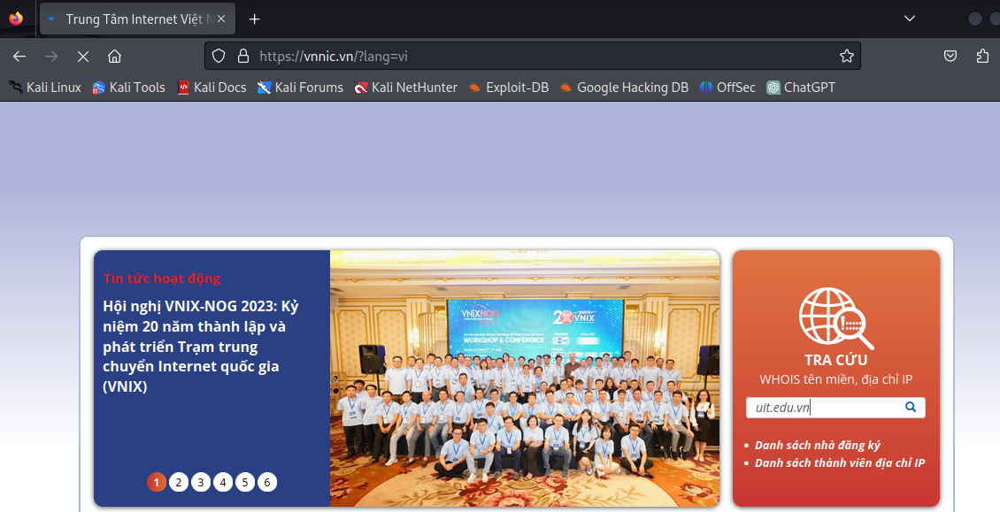 Trung Tâm Internet Việt N
https://vnnic.vn/?lang=vi
Kali Linux
Kali Tools
Kali Docs
Kali Forums
Kali NetHunter
Exploit-DB
Google Hacking DB
OffSec
ChatGPT
Tin tức hoạt động
Hội nghị VNIX-NOG 2023: Kỷ
niệm 20 năm thành lập và
phát triển Trạm trung
chuyển Internet quốc gia
(VNIX)
1 2 3 4 5 6
VNIXNOG
VNIX
WORKSHOP & CONFERENCE
TRA CỨU
WHOIS tên miền, địa chỉ IP
uit.edu.vn
Danh sách nhà đăng ký
Danh sách thành viên địa chỉ IP